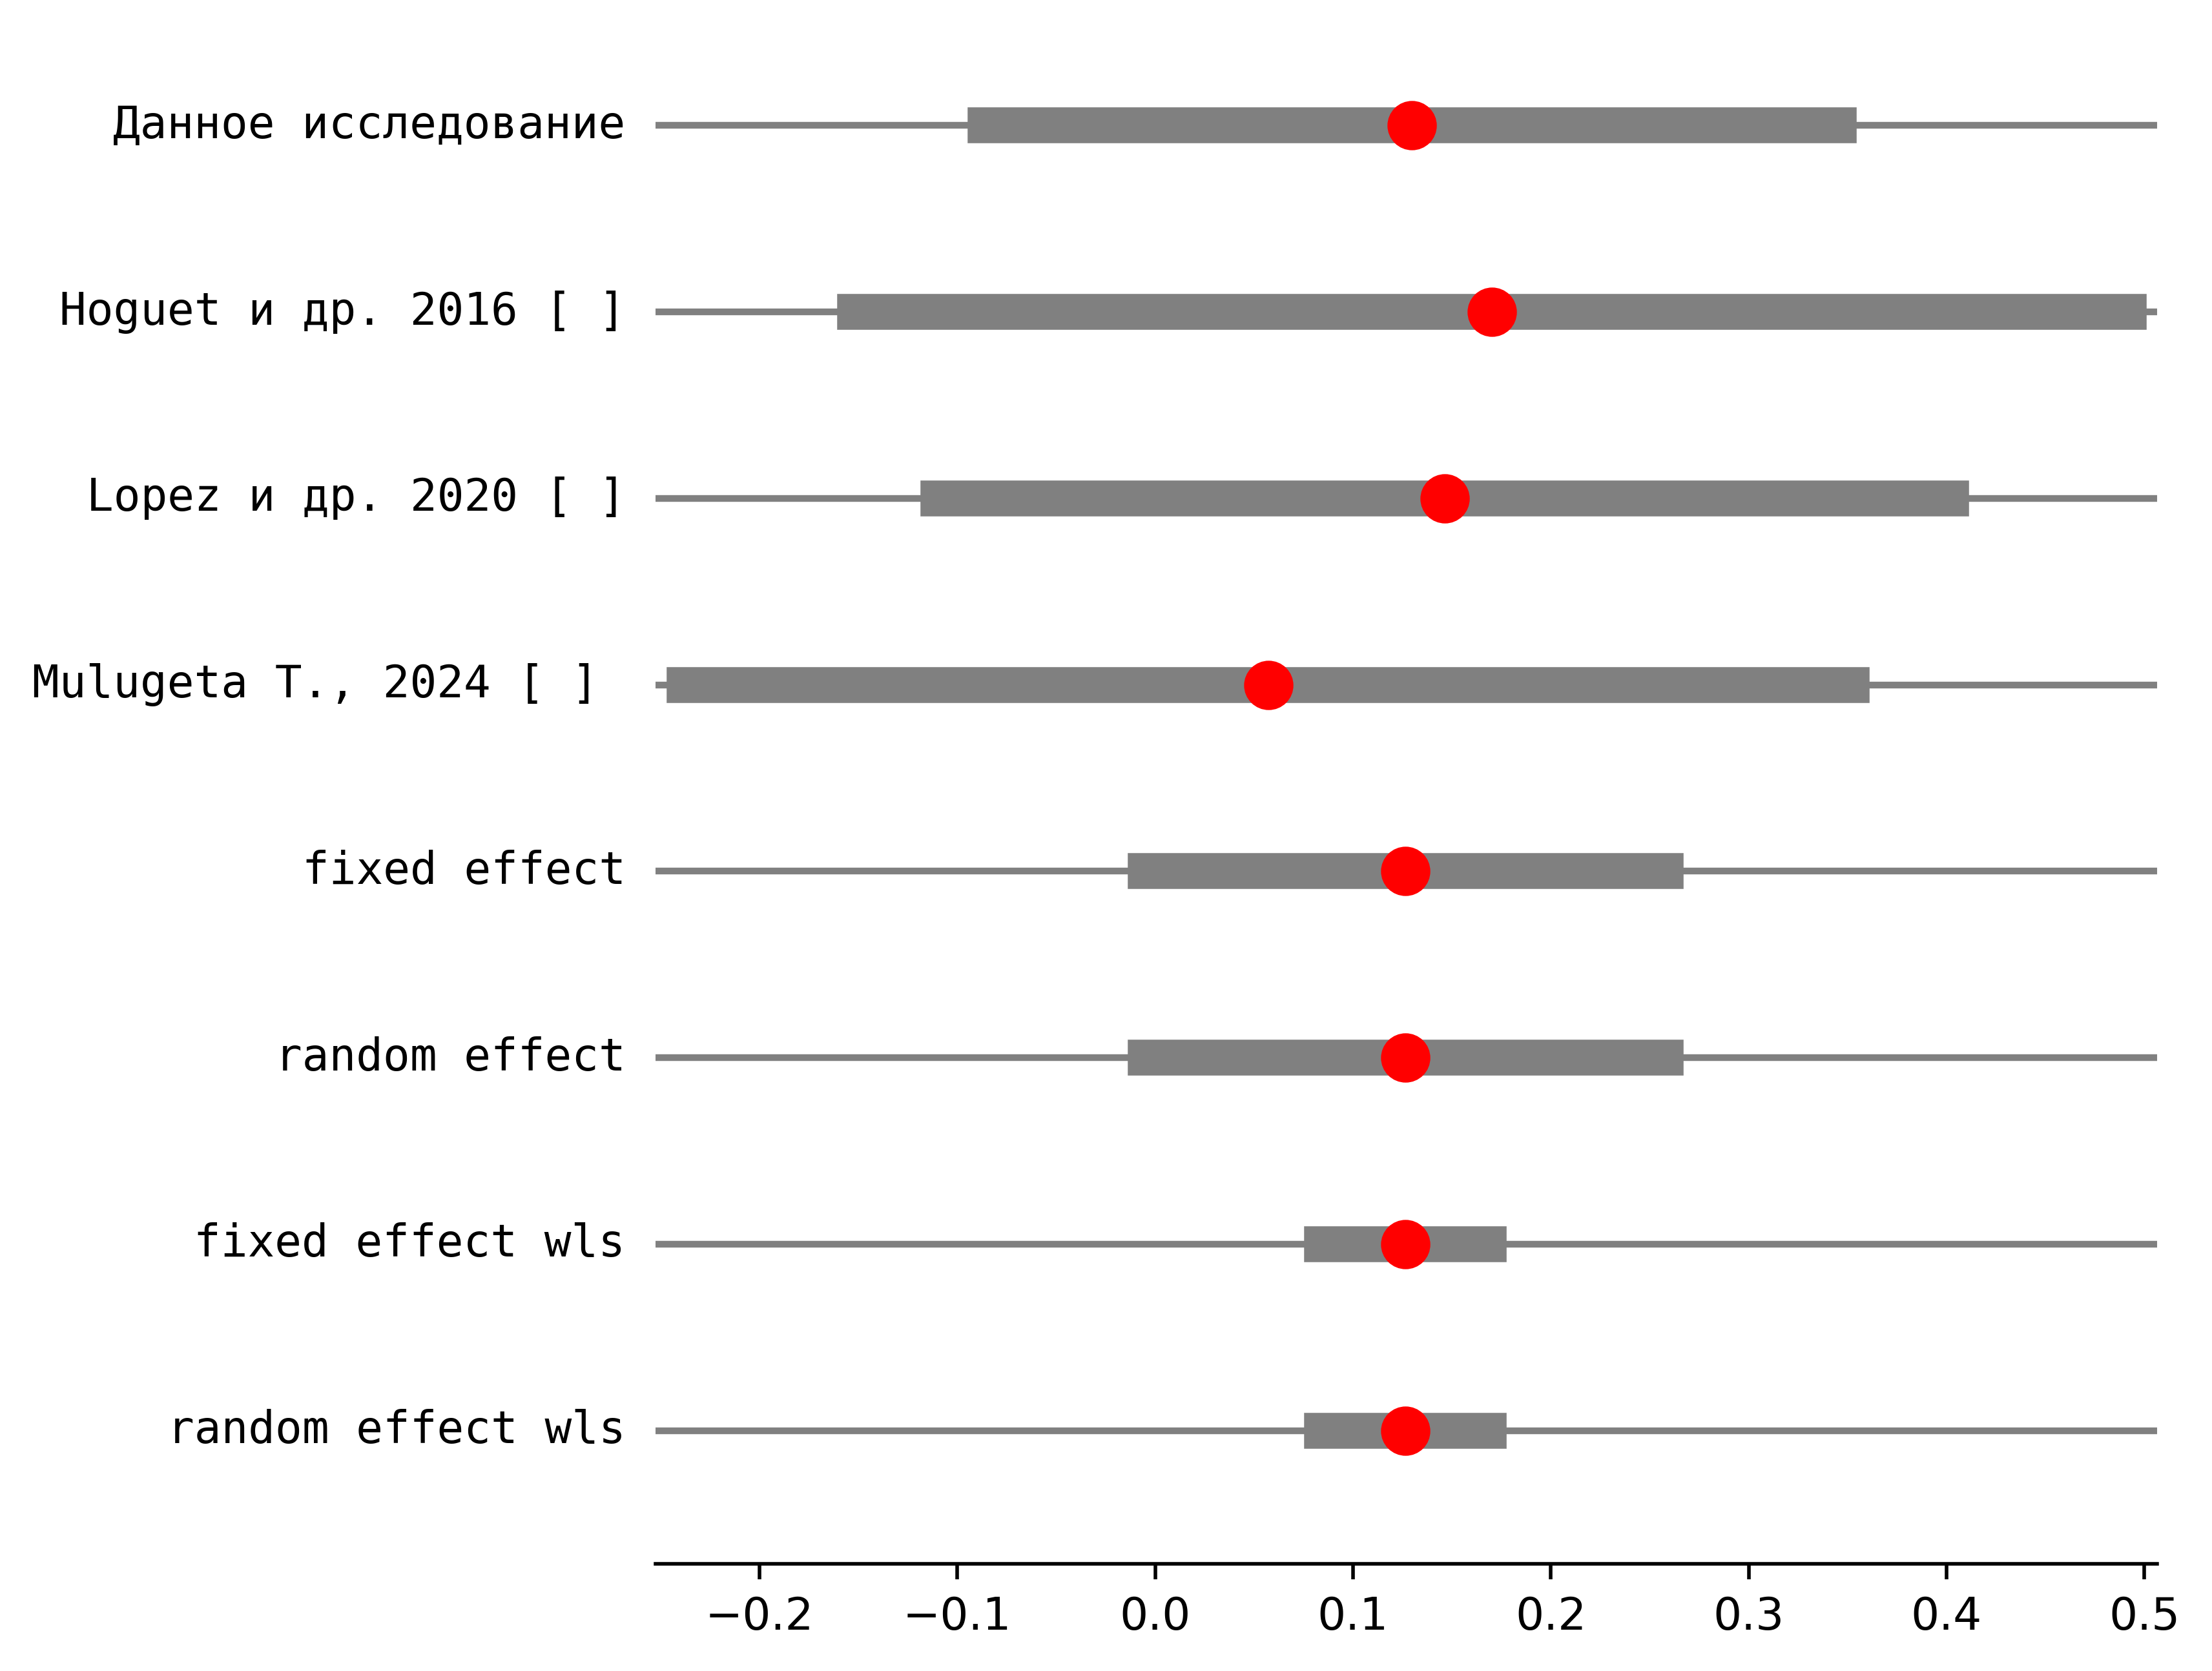 Данное исследование
Hoguet и др. 2016 [ ]
Lopez и др. 2020 [ ]
Mulugeta T., 2024 [ ]
fixed effect
random effect
fixed effect wls
random effect wls
−0.2 −0.1 0.0 0.1 0.2 0.3 0.4 0.5